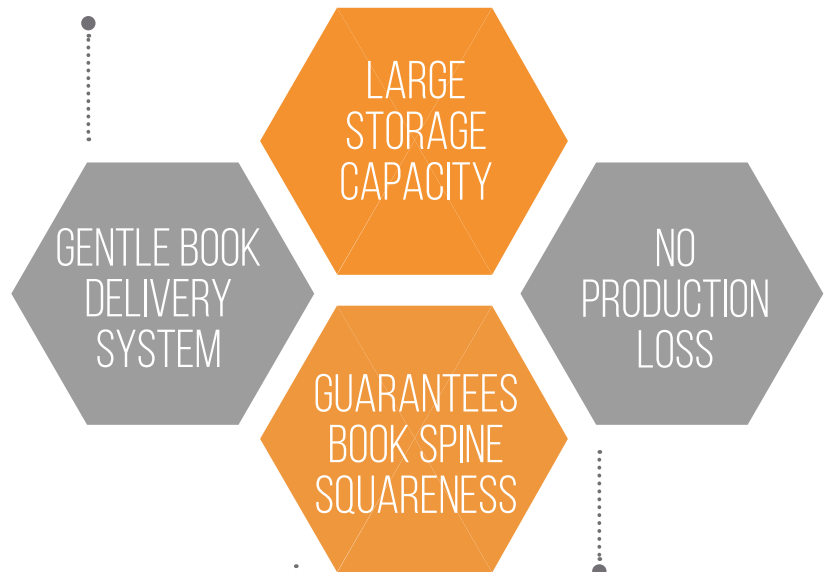 LARGE
STORAGE
CAPACITY
GENTLE BOOK
DELIVERY
SYSTEM
NO
PRODUCTION
LOSS
GUARANTEES
BOOK SPINE
SQUARENESS